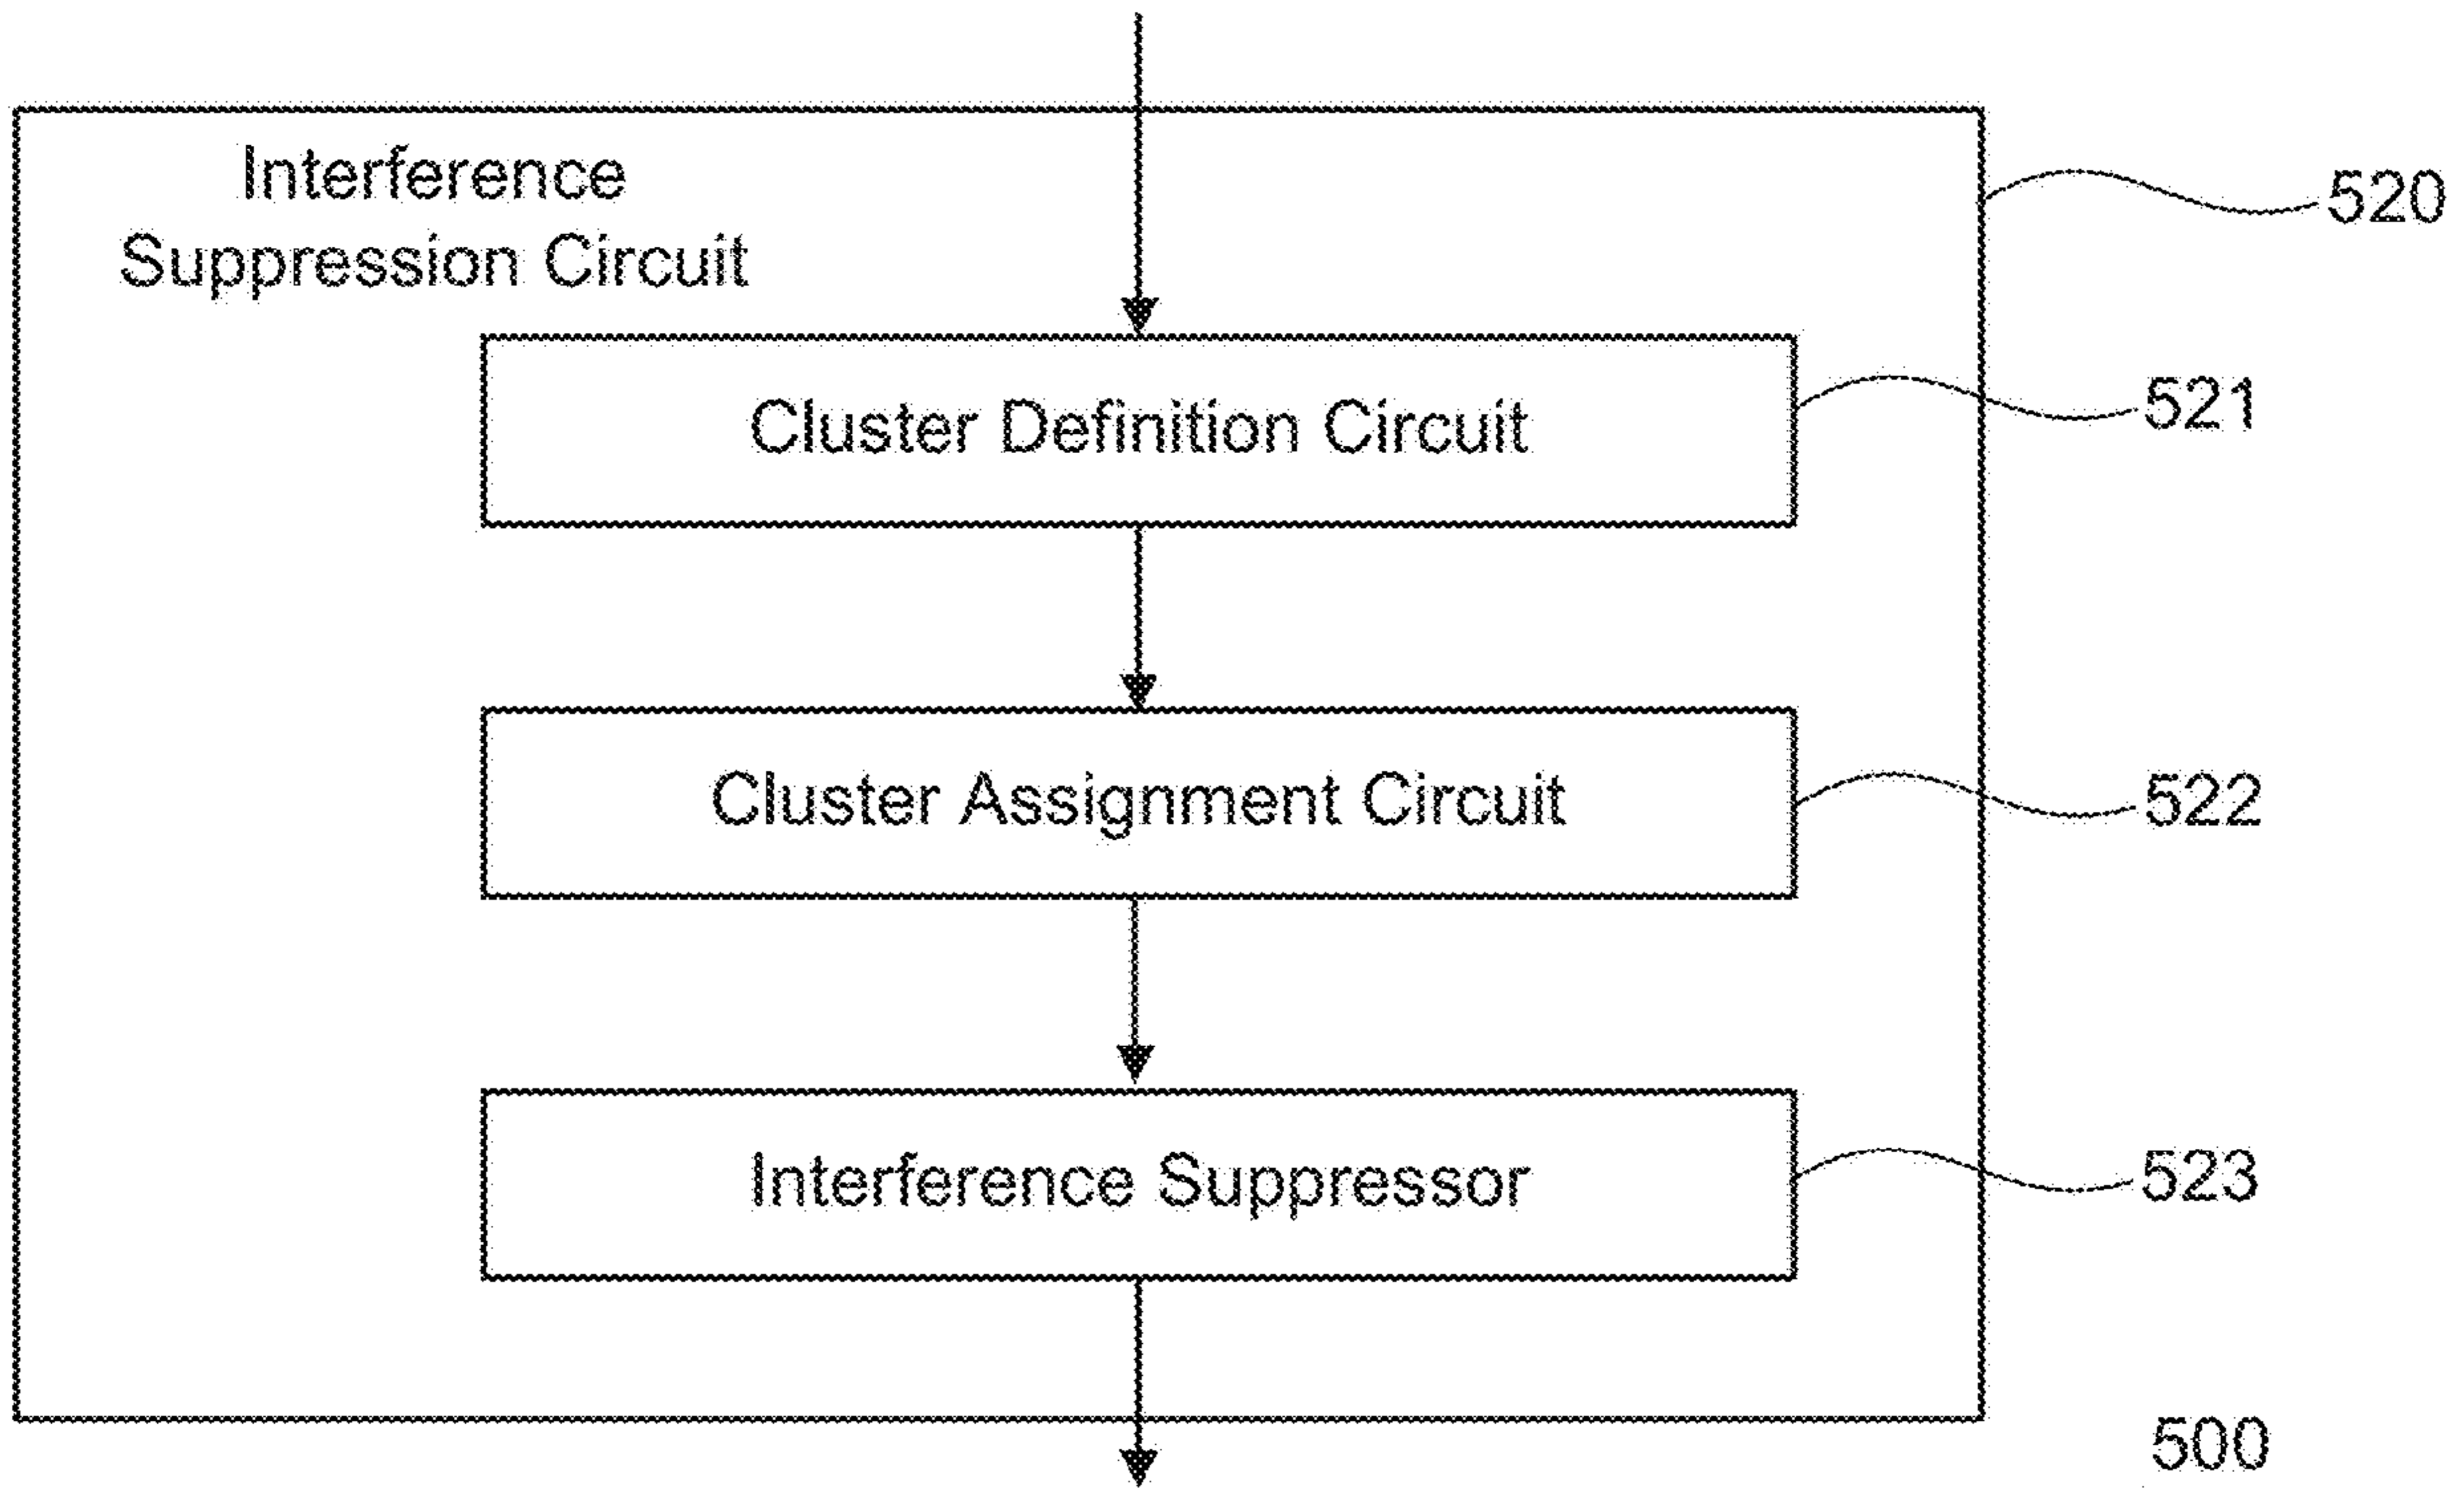 Interference
Suppression Circuit
520
Cluster Definition Circuit
521
Cluster Assignment Circuit
522
Interference Suppressor
523
500